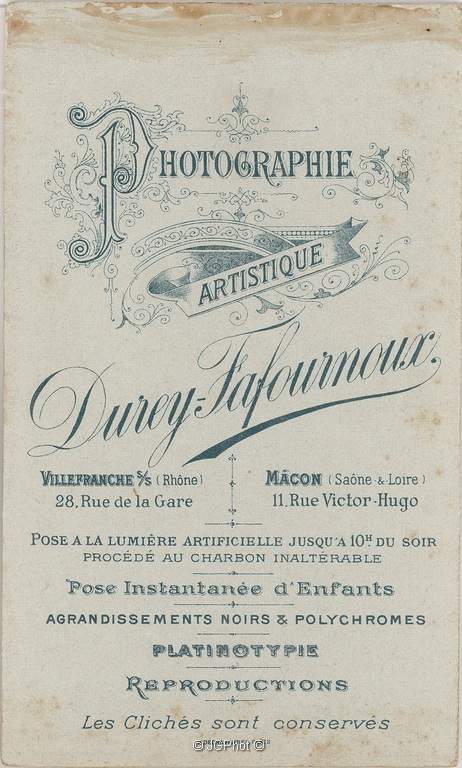 PHOTOGRAPHIE
ARTISTIQUE
Durey-Fafournoux
VILLEFRANCHE S/S (Rhône)
28, Rue de la Gare
MÂCON (Saône & Loire)
11, Rue Victor-Hugo
POSE A LA LUMIÈRE ARTIFICIELLE JUSQU'A 10H DU SOIR
PROCÉDÉ AU CHARBON INALTÉRABLE
Pose Instantanée d'Enfants
AGRANDISSEMENTS NOIRS & POLYCHROMES
PLATINOTYPIE
REPRODUCTIONS
Les Clichés sont conservés
© JGPhot ©